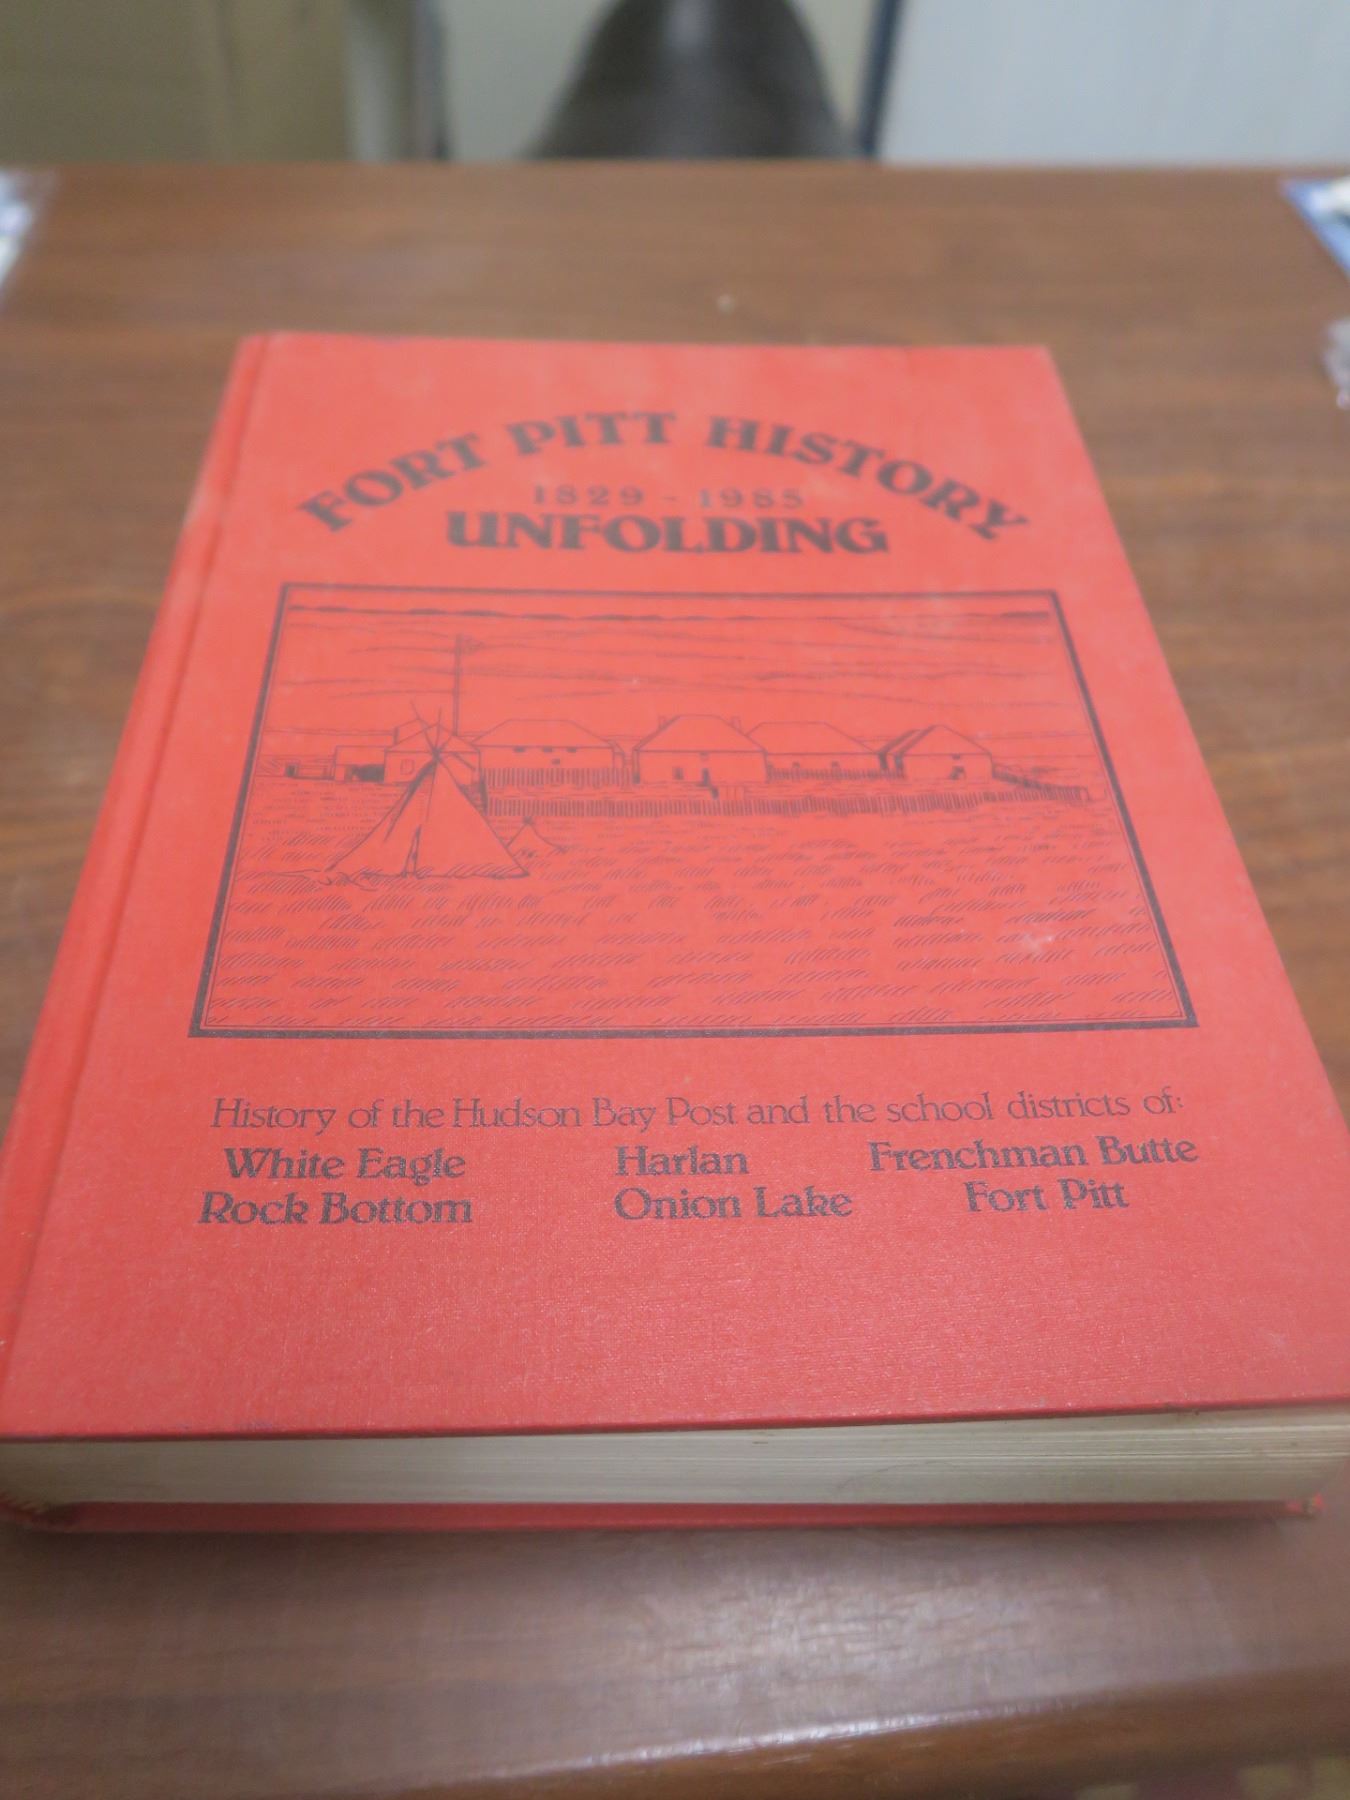 FORT PITT HISTORY
1829 - 1985
UNFOLDING
History of the Hudson Bay Post and the school districts of:
White Eagle Harlan Frenchman Butte
Rock Bottom Onion Lake Fort Pitt